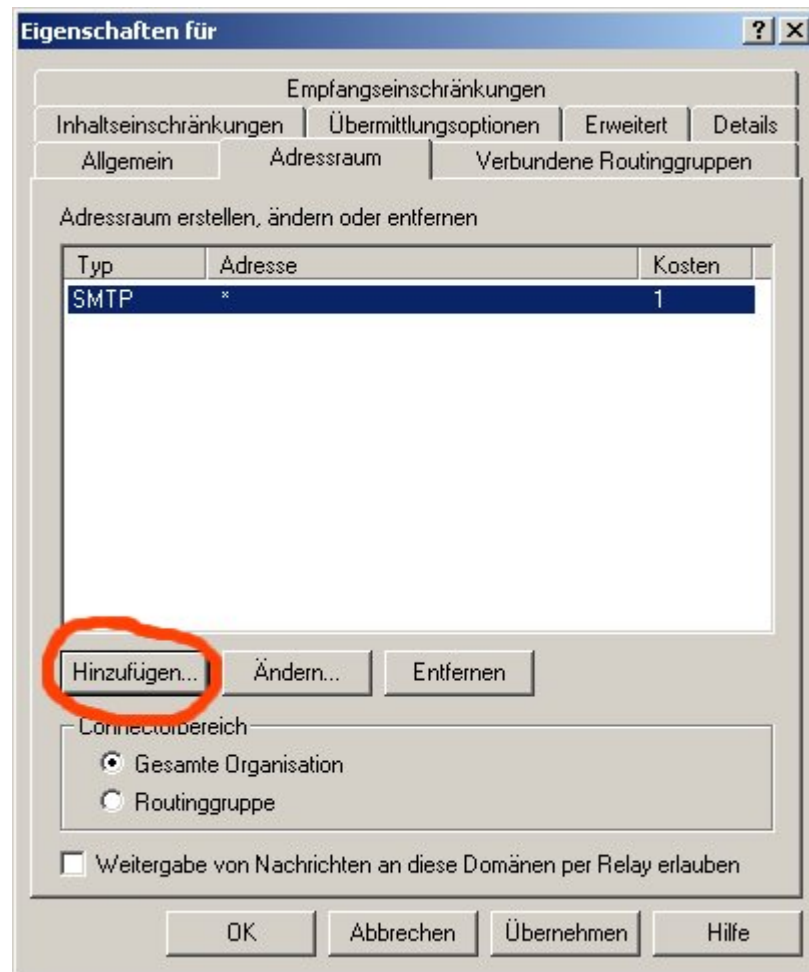 Eigenschaften für
Empfangseinschränkungen
Inhaltseinschränkungen Übermittlungsoptionen Erweitert Details
Allgemein Adressraum Verbundene Routinggruppen
Adressraum erstellen, ändern oder entfernen
Typ Adresse Kosten
SMTP * 1
Hinzufügen... Ändern... Entfernen
Connectorbereich
Gesamte Organisation
Routinggruppe
Weitergabe von Nachrichten an diese Domänen per Relay erlauben
OK Abbrechen Übernehmen Hilfe